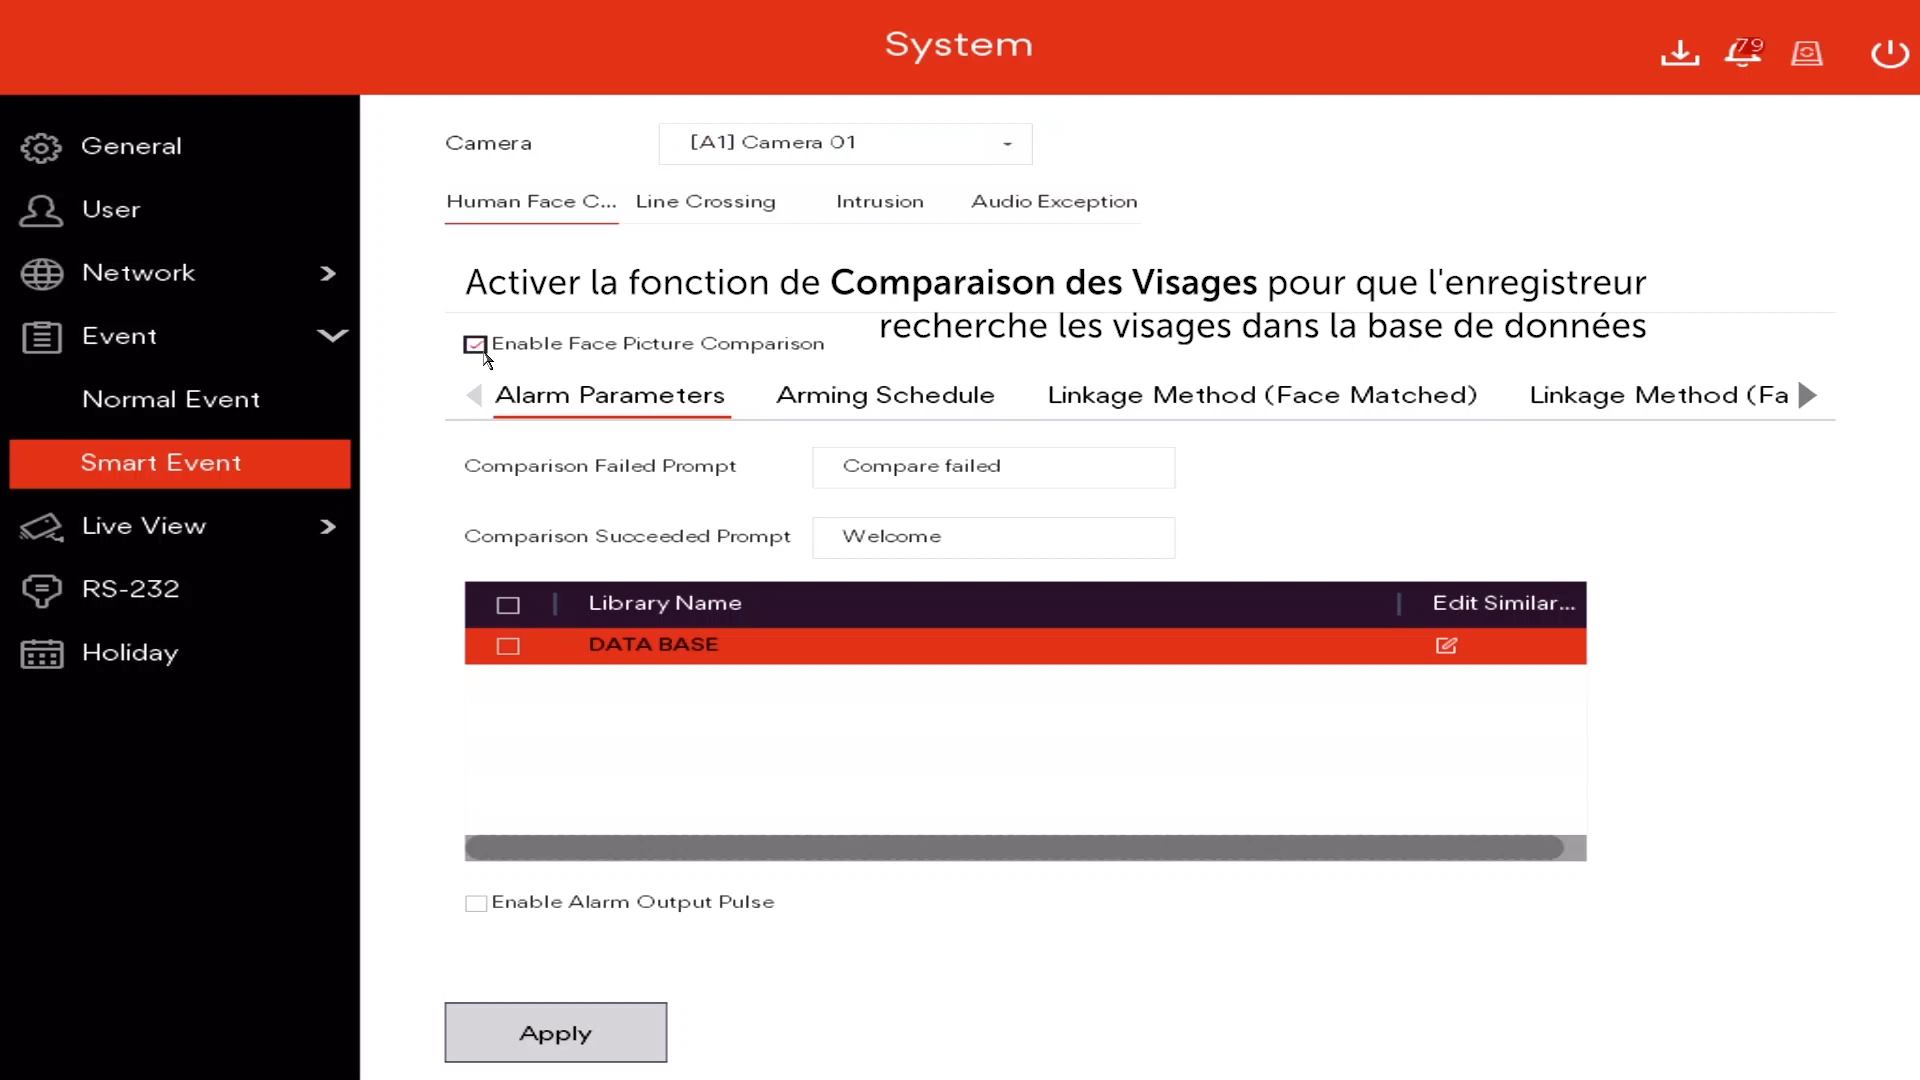 System
79
General
User
Network
Event
Normal Event
Smart Event
Live View
RS-232
Holiday
Camera [A1] Camera 01
Human Face C... Line Crossing Intrusion Audio Exception
Activer la fonction de Comparaison des Visages pour que l'enregistreur
recherche les visages dans la base de données
Enable Face Picture Comparison
Alarm Parameters Arming Schedule Linkage Method (Face Matched) Linkage Method (Fa
Comparison Failed Prompt Compare failed
Comparison Succeeded Prompt Welcome
Library Name Edit Similar...
DATA BASE
Enable Alarm Output Pulse
Apply